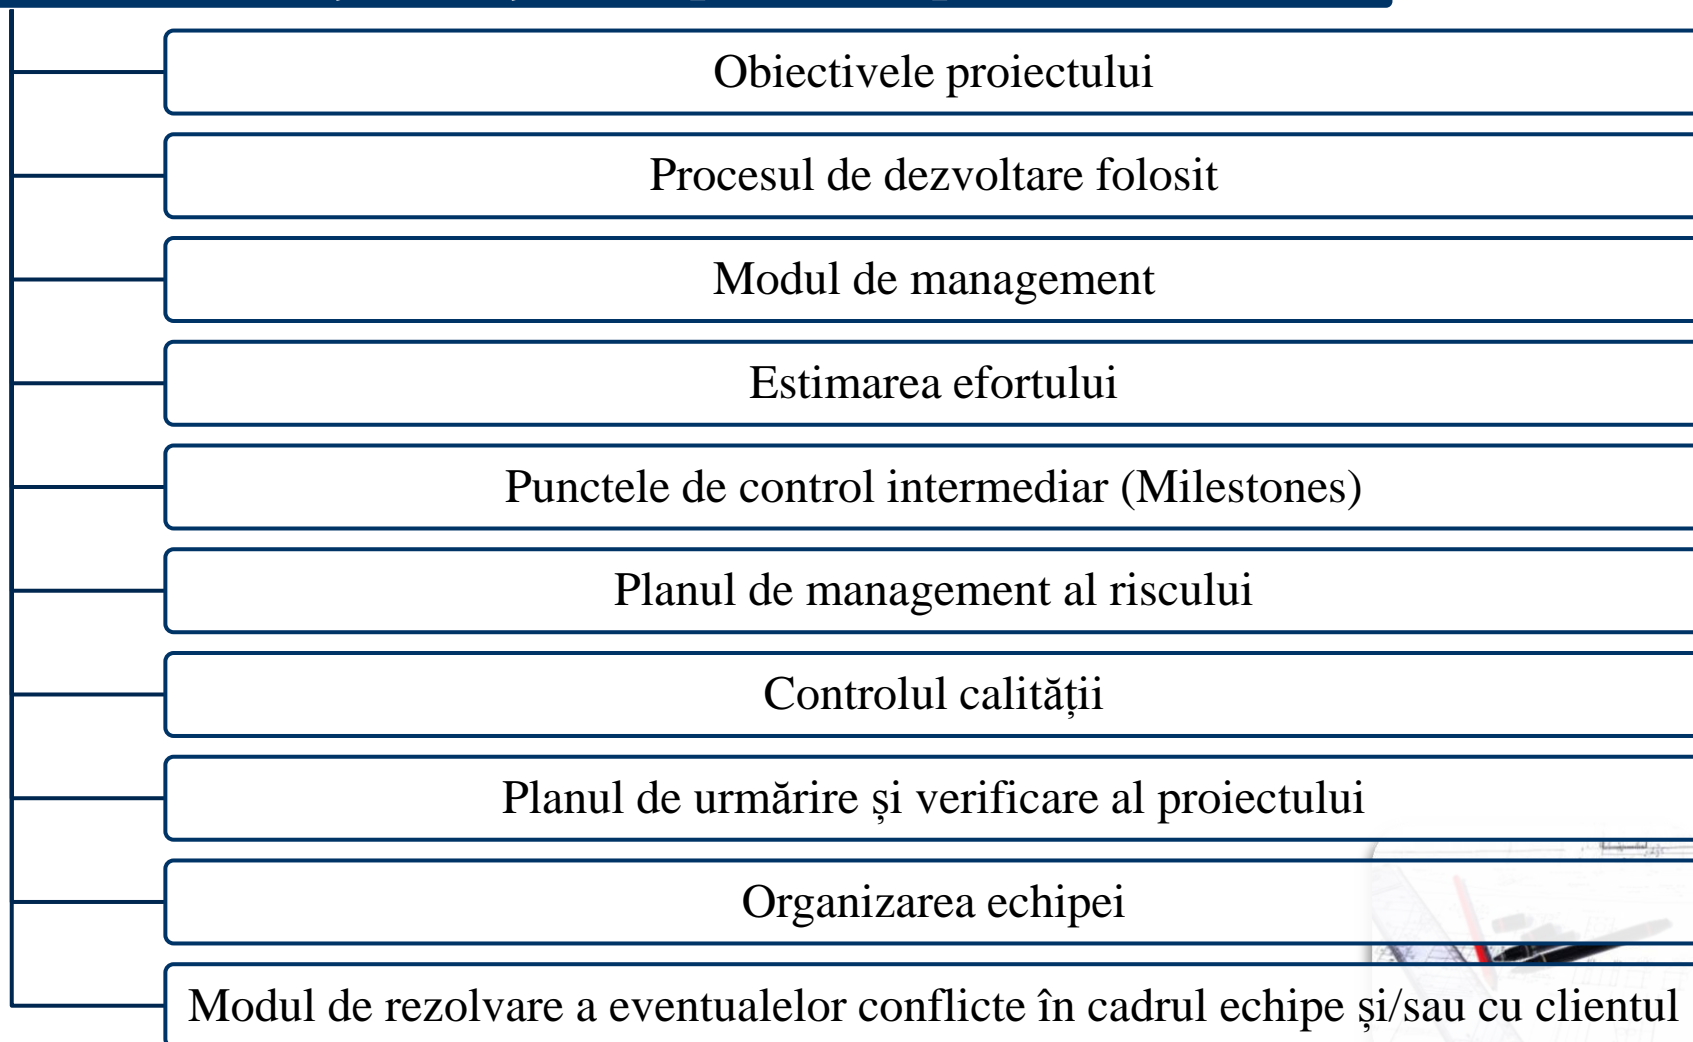 Obiectivele proiectului
Procesul de dezvoltare folosit
Modul de management
Estimarea efortului
Punctele de control intermediar (Milestones)
Planul de management al riscului
Controlul calității
Planul de urmărire și verificare al proiectului
Organizarea echipei
Modul de rezolvare a eventualelor conflicte în cadrul echipe și/sau cu clientul